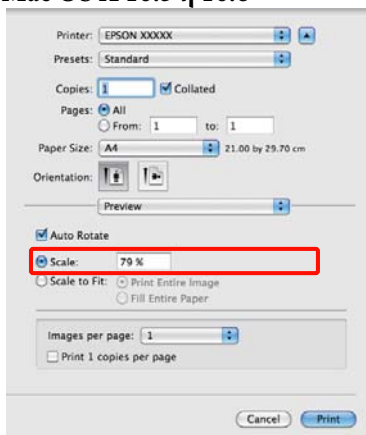 Printer: EPSON XXXXX
Presets: Standard
Copies: 1 Collated
Pages: All
From: 1 to: 1
Paper Size: A4 21.00 by 29.70 cm
Orientation:
Preview
Auto Rotate
Scale: 79 %
Scale to Fit: Print Entire Image
Fill Entire Paper
Images per page: 1
Print 1 copies per page
Cancel Print